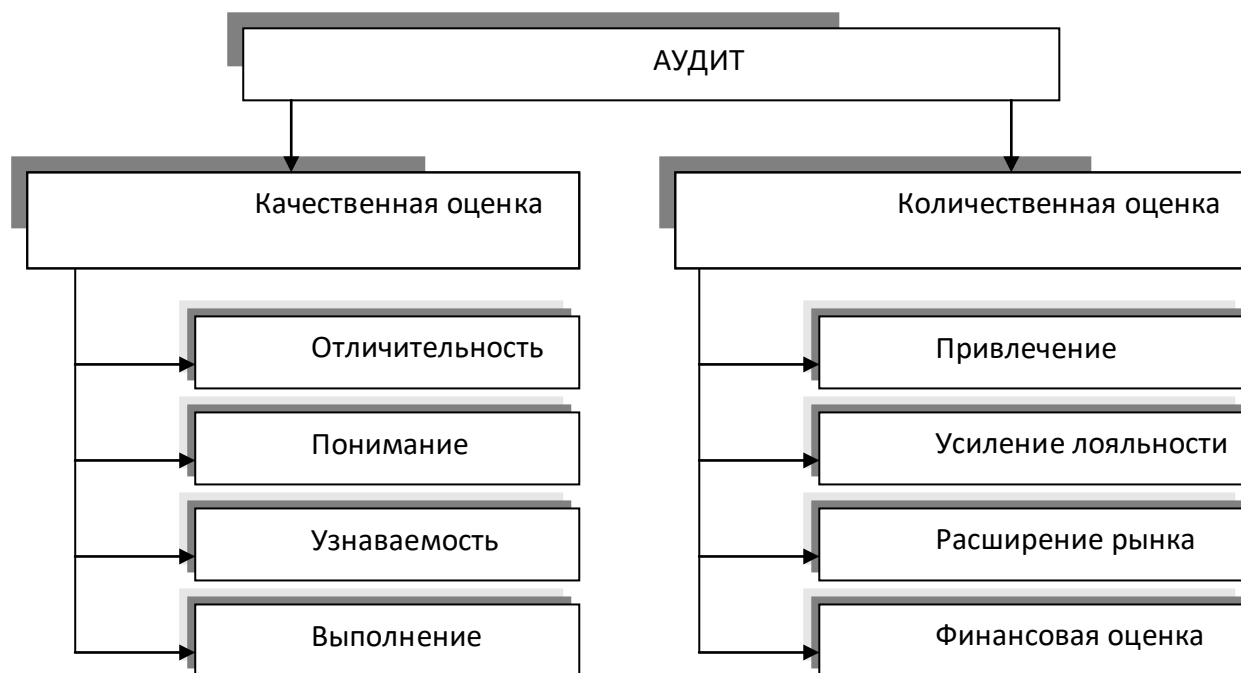 АУДИТ
Качественная оценка
Количественная оценка
Отличительность
Понимание
Узнаваемость
Выполнение
Привлечение
Усиление лояльности
Расширение рынка
Финансовая оценка